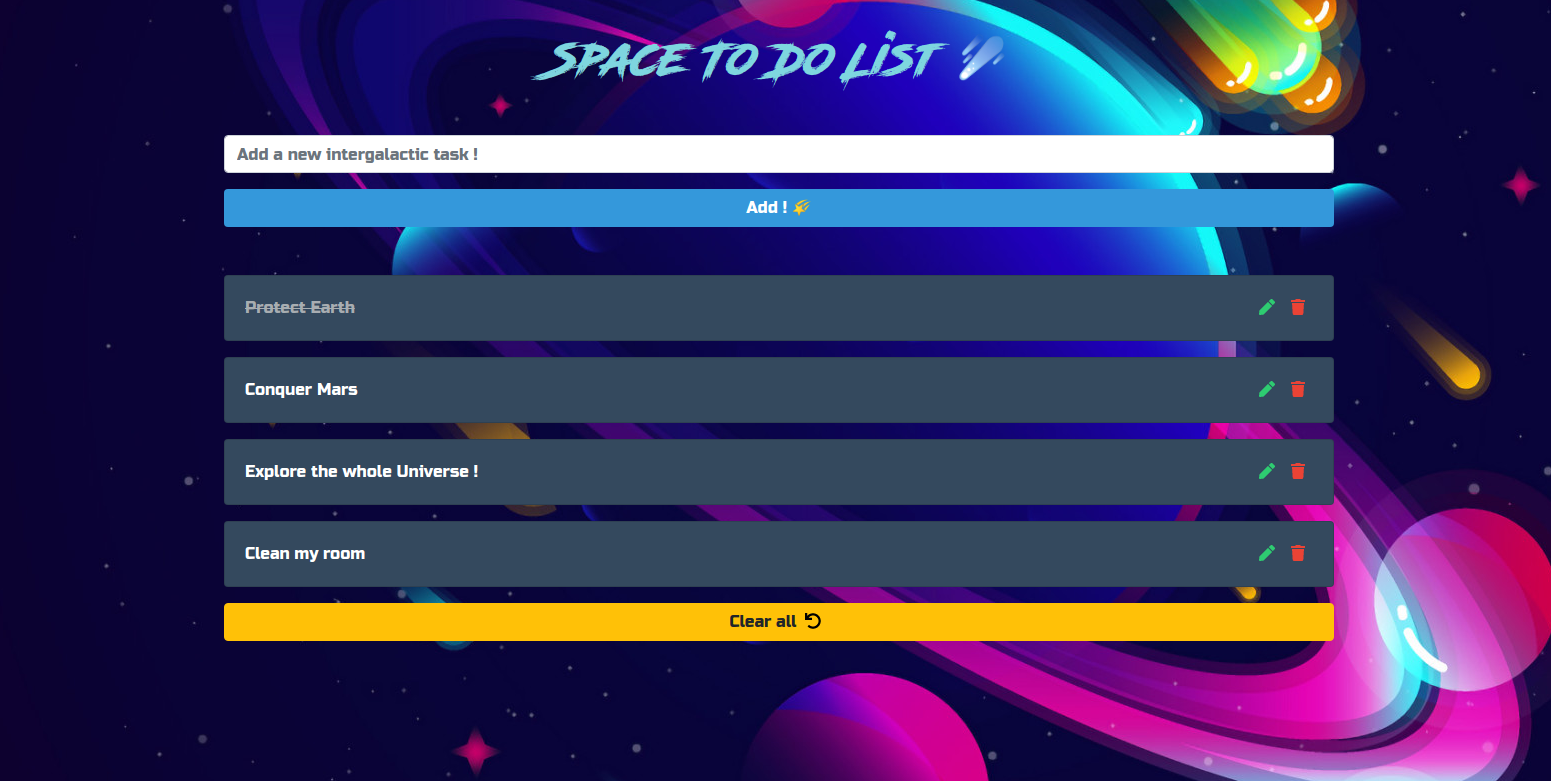 SPACE TO DO LIST
Add a new intergalactic task !
Add !
Protect Earth
Conquer Mars
Explore the whole Universe !
Clean my room
Clear all